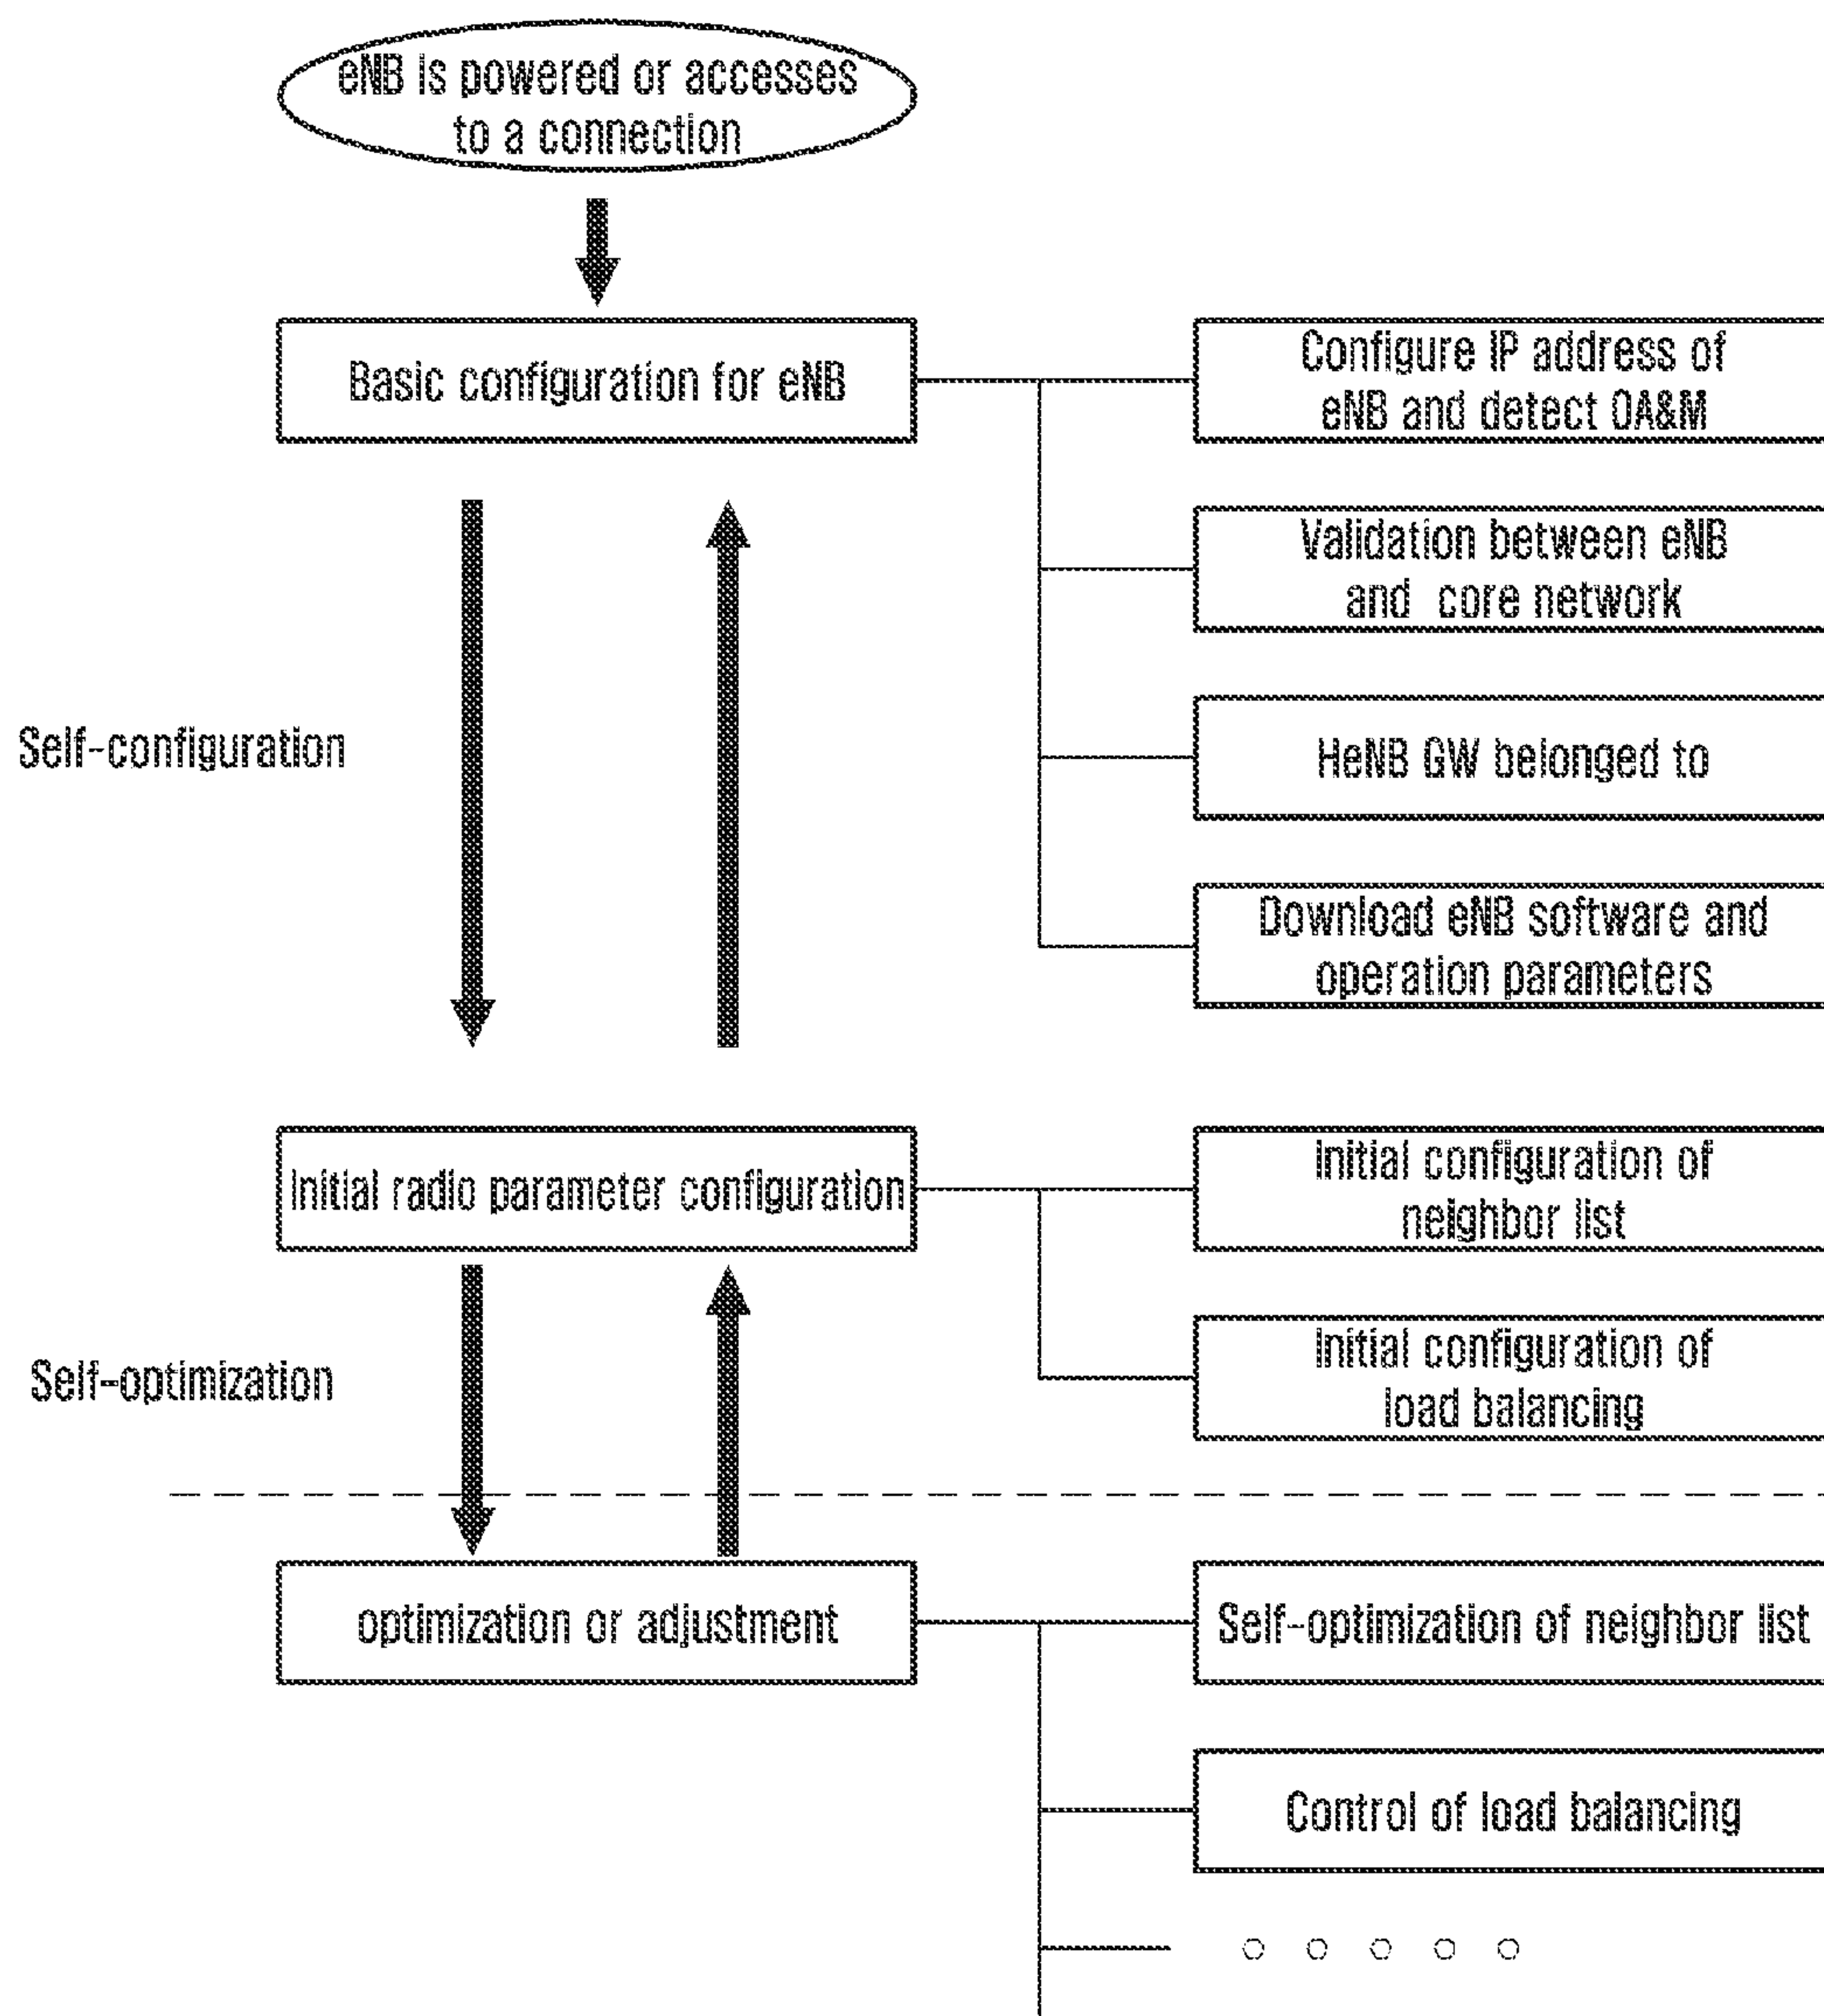 eNB is powered or accesses
to a connection
Basic configuration for eNB
Configure IP address of
eNB and detect OA&M
Validation between eNB
and core network
Self-configuration
HeNB GW belonged to
Download eNB software and
operation parameters
Initial radio parameter configuration
Initial configuration of
neighbor list
Self-optimization
Initial configuration of
load balancing
optimization or adjustment
Self-optimization of neighbor list
Control of load balancing